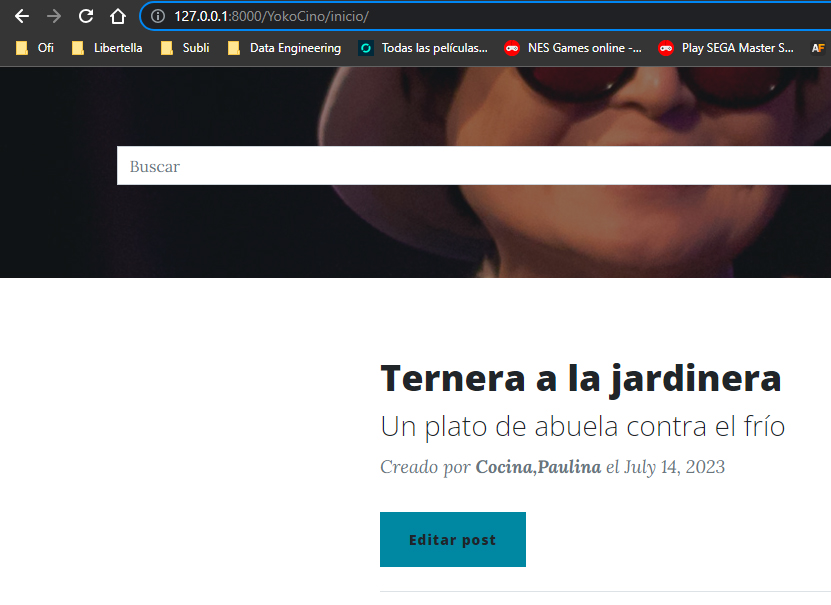 127.0.0.1:8000/YokoCino/inicio/
Ofi Libertella Subli Data Engineering Todas las películas... NES Games online -... Play SEGA Master S... AF
Buscar
Ternera a la jardinera
Un plato de abuela contra el frío
Creado por Cocina,Paulina el July 14, 2023
Editar post